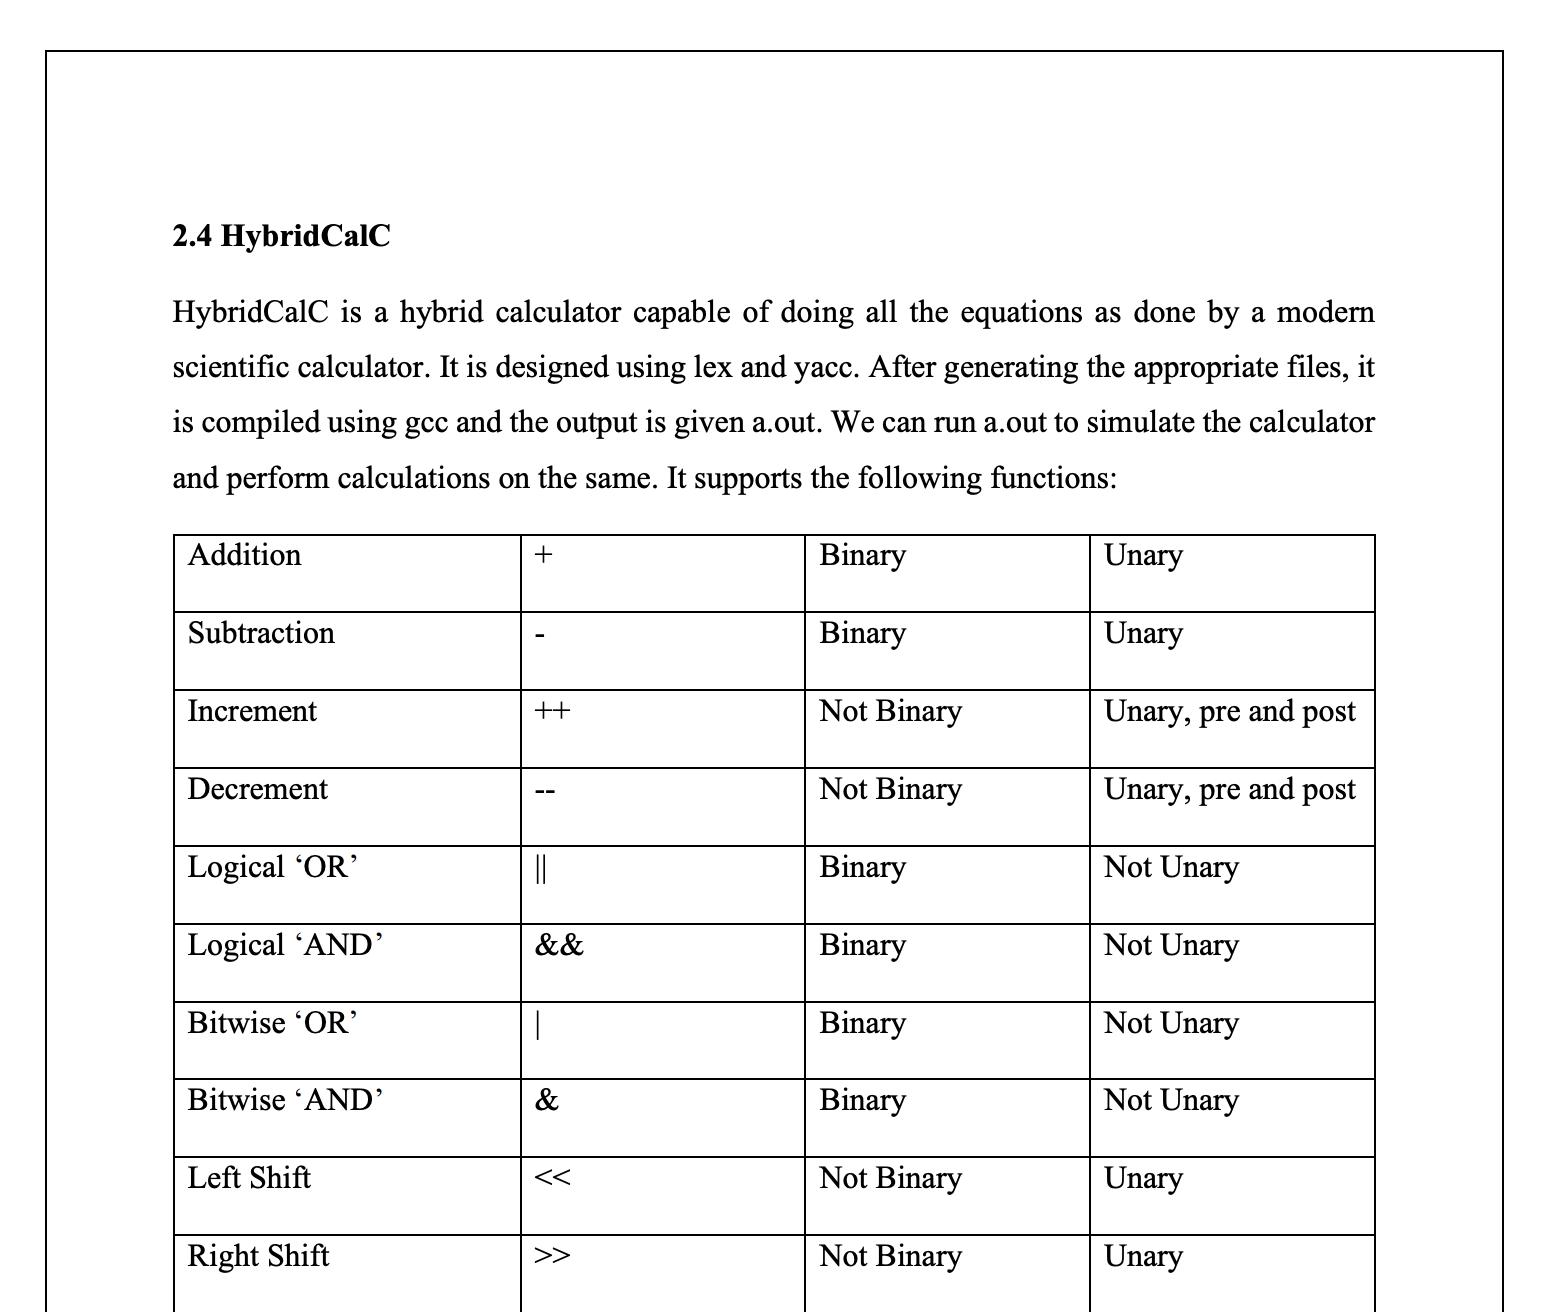 2.4 HybridCalC
HybridCalC is a hybrid calculator capable of doing all the equations as done by a modern
scientific calculator. It is designed using lex and yacc. After generating the appropriate files, it
is compiled using gcc and the output is given a.out. We can run a.out to simulate the calculator
and perform calculations on the same. It supports the following functions:
Addition + Binary Unary
Subtraction - Binary Unary
Increment ++ Not Binary Unary, pre and post
Decrement -- Not Binary Unary, pre and post
Logical ‘OR’ || Binary Not Unary
Logical ‘AND’ && Binary Not Unary
Bitwise ‘OR’ | Binary Not Unary
Bitwise ‘AND’ & Binary Not Unary
Left Shift << Not Binary Unary
Right Shift >> Not Binary Unary